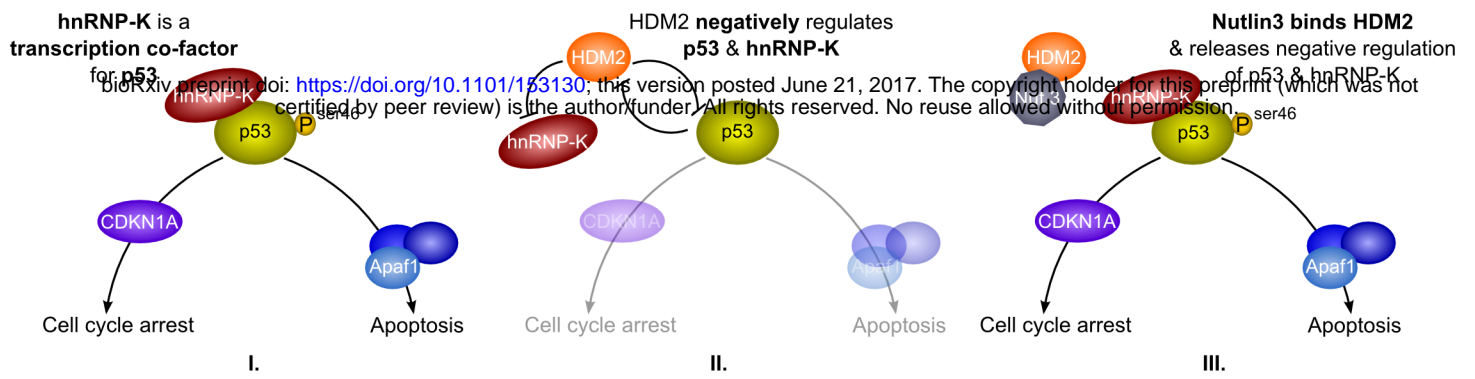 hnRNP-K is a
transcription co-factor
for p53
hnRNP-K
p53
P
ser46
CDKN1A
Apaf1
Cell cycle arrest
Apoptosis
I.
HDM2 negatively regulates
p53 & hnRNP-K
HDM2
hnRNP-K
p53
CDKN1A
Apaf1
Cell cycle arrest
Apoptosis
II.
Nutlin3 binds HDM2
& releases negative regulation
of p53 & hnRNP-K
HDM2
hnRNP-K
p53
P
ser46
CDKN1A
Apaf1
Cell cycle arrest
Apoptosis
III.
bioRxiv preprint doi: https://doi.org/10.1101/153130; this version posted June 21, 2017. The copyright holder for this preprint (which was not
certified by peer review) is the author/funder. All rights reserved. No reuse allowed without permission.